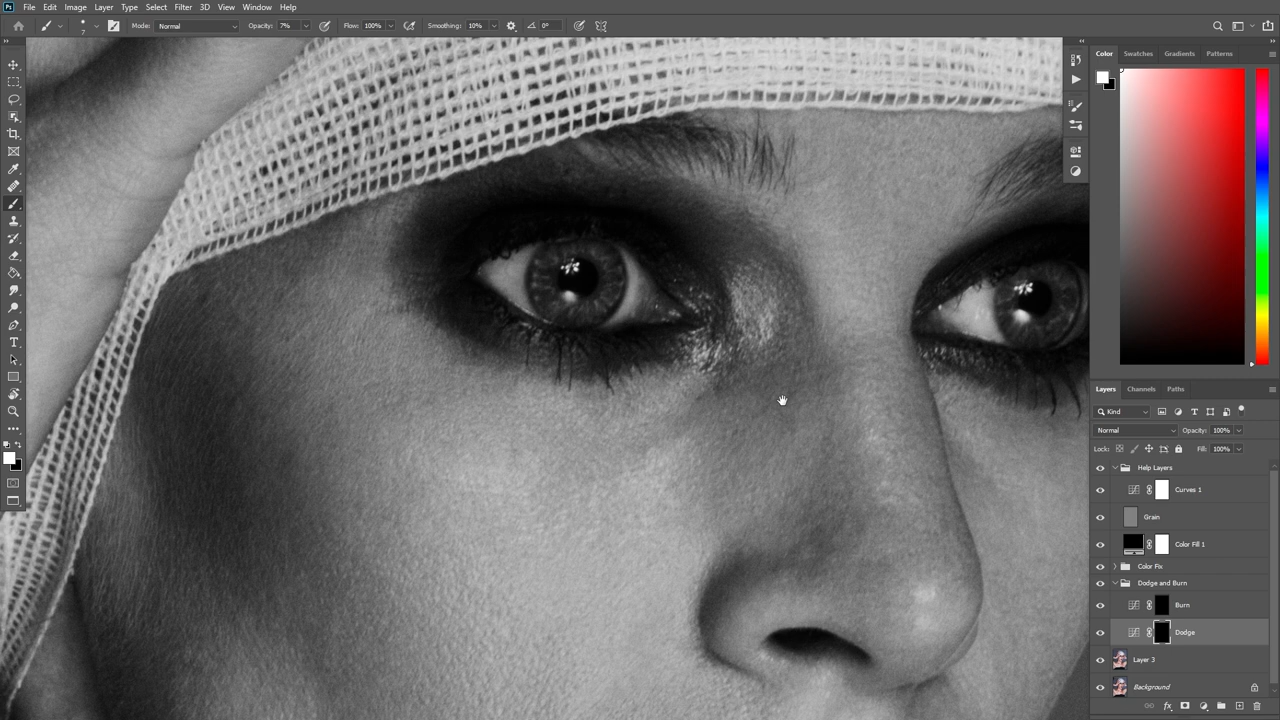 Ps File Edit Image Layer Type Select Filter 3D View Window Help
7 Mode: Normal Opacity: 7% Flow: 100% Smoothing: 10% 0°
Color Swatches Gradients Patterns
Layers Channels Paths
Kind
Normal Opacity: 100%
Lock: Fill: 100%
Help Layers
Curves 1
Grain
Color Fill 1
Color Fix
Dodge and Burn
Burn
Dodge
Layer 3
Background